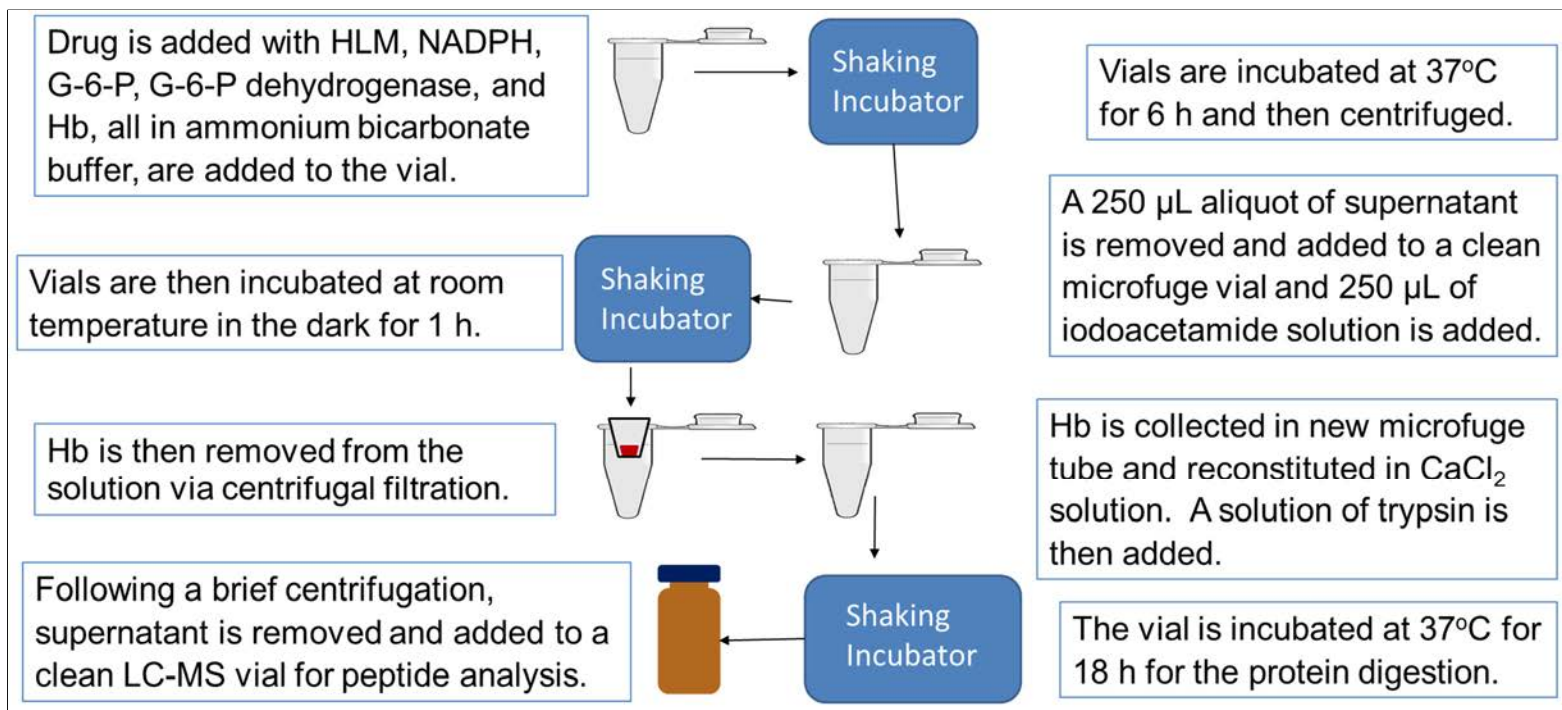 Drug is added with HLM, NADPH,
G-6-P, G-6-P dehydrogenase, and
Hb, all in ammonium bicarbonate
buffer, are added to the vial.
Shaking
Incubator
Vials are incubated at 37°C
for 6 h and then centrifuged.
A 250 µL aliquot of supernatant
is removed and added to a clean
microfuge vial and 250 µL of
iodoacetamide solution is added.
Shaking
Incubator
Vials are then incubated at room
temperature in the dark for 1 h.
Hb is then removed from the
solution via centrifugal filtration.
Hb is collected in new microfuge
tube and reconstituted in CaCl₂
solution. A solution of trypsin is
then added.
Shaking
Incubator
The vial is incubated at 37°C for
18 h for the protein digestion.
Following a brief centrifugation,
supernatant is removed and added to a
clean LC-MS vial for peptide analysis.